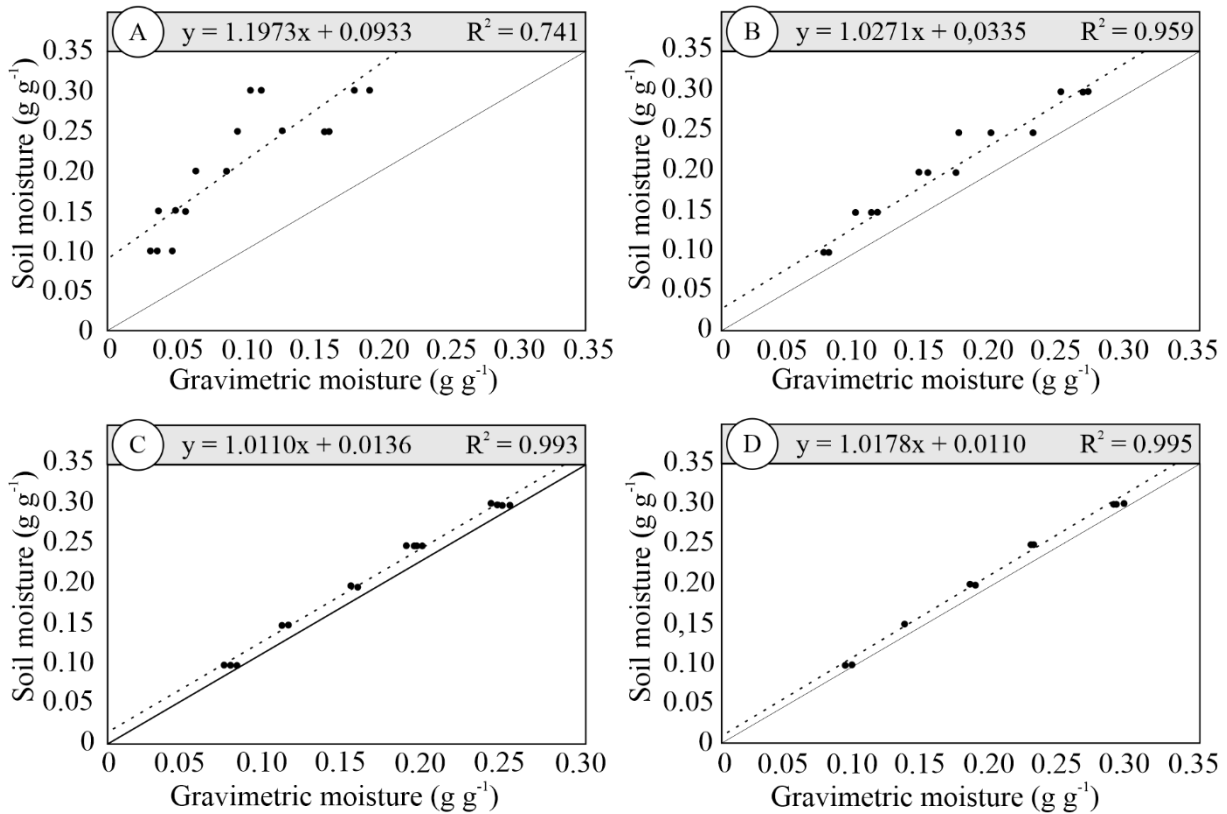 A y = 1.1973x + 0.0933 R² = 0.741
0.35
0.30
0.25
0.20
0.15
0.10
0.05
0
Soil moisture (g g⁻¹)
0 0.05 0.10 0.15 0.20 0.25 0.30 0.35
Gravimetric moisture (g g⁻¹)
B y = 1.0271x + 0,0335 R² = 0.959
0.35
0.30
0.25
0.20
0.15
0.10
0.05
0
Soil moisture (g g⁻¹)
0 0.05 0.10 0.15 0.20 0.25 0.30 0.35
Gravimetric moisture (g g⁻¹)
C y = 1.0110x + 0.0136 R² = 0.993
0.35
0.30
0.25
0.20
0.15
0.10
0.05
0
Soil moisture (g g⁻¹)
0 0.05 0.10 0.15 0.20 0.25 0.30
Gravimetric moisture (g g⁻¹)
D y = 1.0178x + 0.0110 R² = 0.995
0.35
0.30
0.25
0.20
0,15
0.10
0.05
0
Soil moisture (g g⁻¹)
0 0.05 0.10 0.15 0.20 0.25 0.30 0.35
Gravimetric moisture (g g⁻¹)